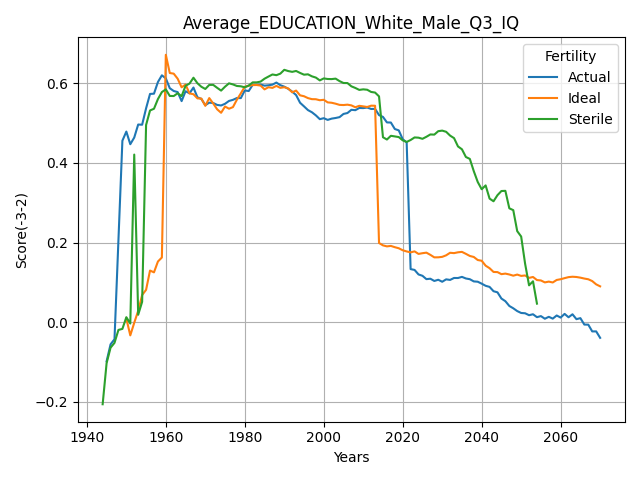 Average_EDUCATION_White_Male_Q3_IQ
Fertility
Actual
Ideal
Sterile
Score(-3-2)
0.6
0.4
0.2
0.0
−0.2
1940 1960 1980 2000 2020 2040 2060
Years